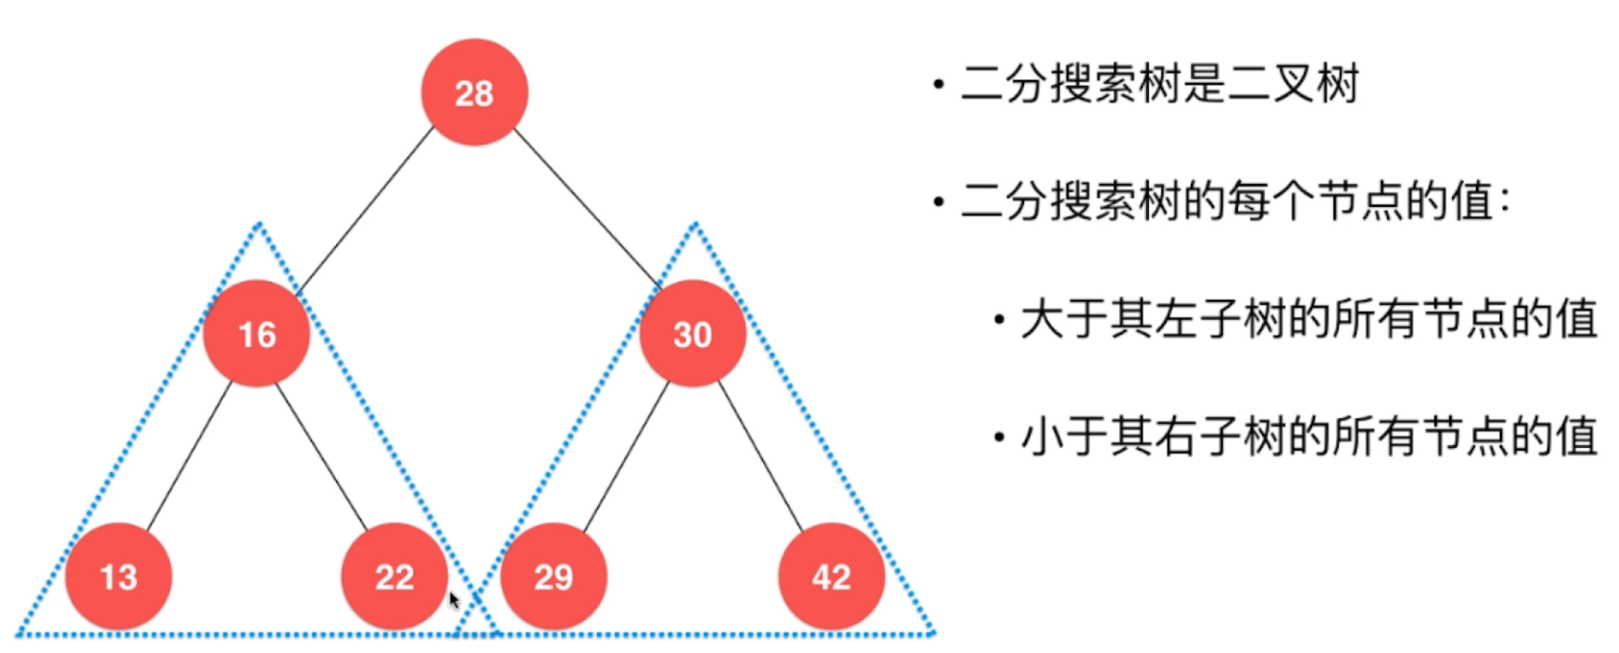 28
16
30
13
22
29
42
• 二分搜索树是二叉树
• 二分搜索树的每个节点的值：
• 大于其左子树的所有节点的值
• 小于其右子树的所有节点的值